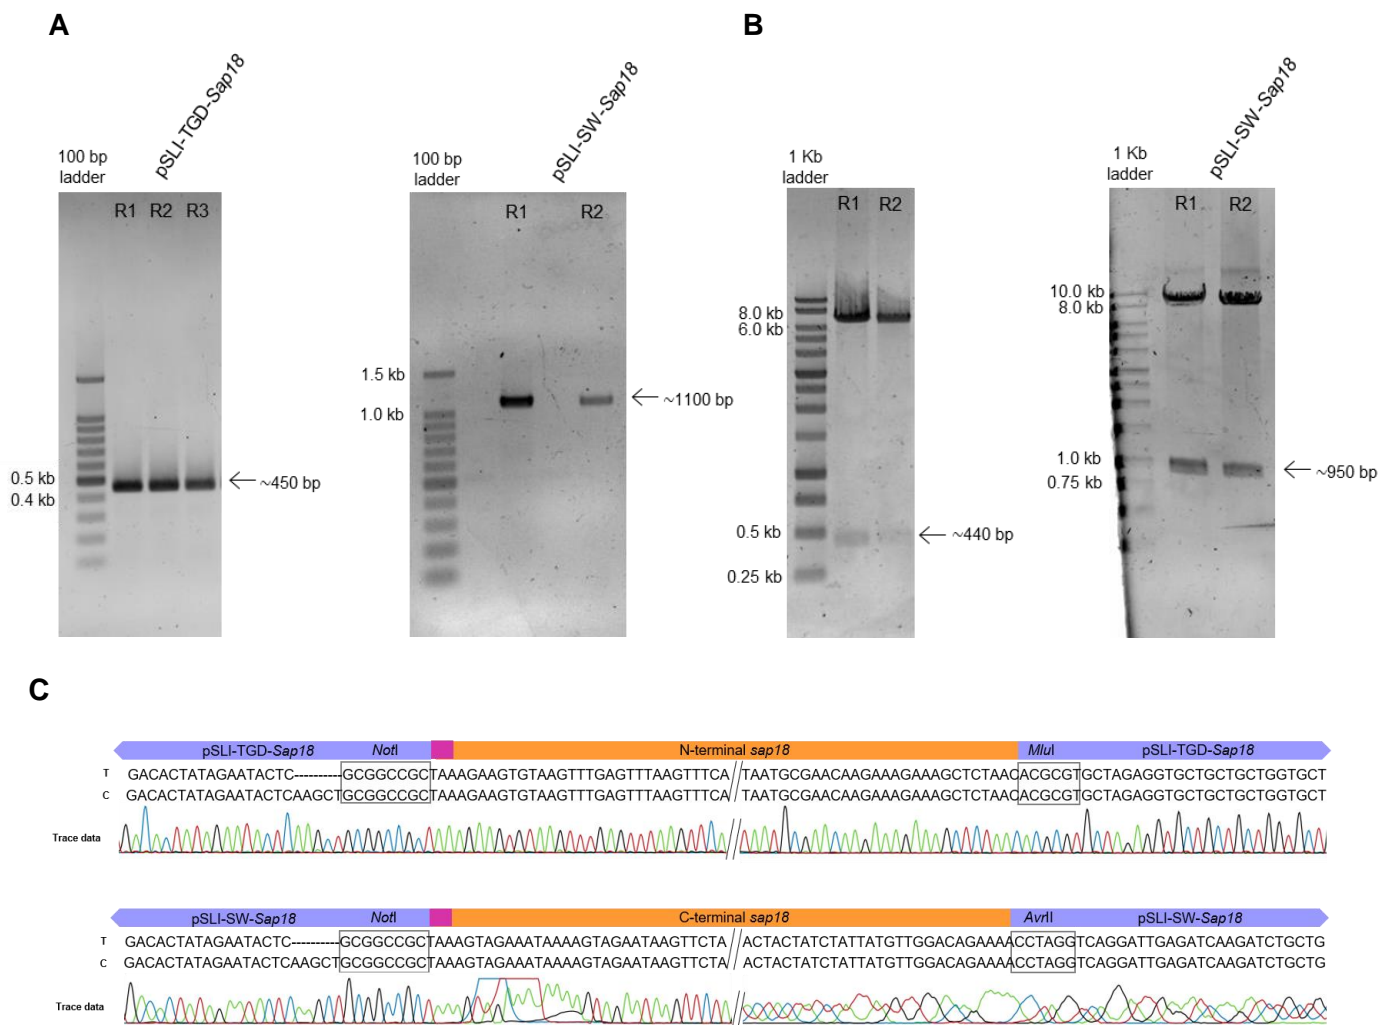 A
B
pSLI-TGD-Sap18
100 bp
ladder
R1 R2 R3
0.5 kb
0.4 kb
~450 bp
pSLI-SW-Sap18
100 bp
ladder
R1 R2
1.5 kb
1.0 kb
~1100 bp
1 Kb
ladder
R1 R2
8.0 kb
6.0 kb
0.5 kb
0.25 kb
~440 bp
pSLI-SW-Sap18
1 Kb
ladder
R1 R2
10.0 kb
8.0 kb
1.0 kb
0.75 kb
~950 bp
C
pSLI-TGD-Sap18 NotI N-terminal sap18 MluI pSLI-TGD-Sap18
T GACACTATAGAATACTC----------GCGGCCGCTAAAGAAGTGTAAGTTTGAGTTTAAGTTTCA // TAATGCGAACAAGAAAGAAAGCTCTAACACGCGTGCTAGAGGTGCTGCTGCTGGTGCT
C GACACTATAGAATACTCAAGCTGCGGCCGCTAAAGAAGTGTAAGTTTGAGTTTAAGTTTCA // TAATGCGAACAAGAAAGAAAGCTCTAACACGCGTGCTAGAGGTGCTGCTGCTGGTGCT
Trace data
pSLI-SW-Sap18 NotI C-terminal sap18 AvrII pSLI-SW-Sap18
T GACACTATAGAATACTC----------GCGGCCGCTAAAGTAGAAATAAAAGTAGAATAAGTTCTA // ACTACTATCTATTATGTTGGACAGAAAACCTAGGTCAGGATTGAGATCAAGATCTGCTG
C GACACTATAGAATACTCAAGCTGCGGCCGCTAAAGTAGAAATAAAAGTAGAATAAGTTCTA // ACTACTATCTATTATGTTGGACAGAAAACCTAGGTCAGGATTGAGATCAAGATCTGCTG
Trace data